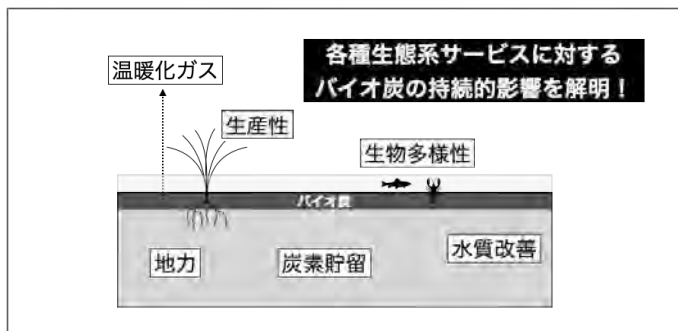 各種生態系サービスに対する
バイオ炭の持続的影響を解明！
温暖化ガス
生産性
生物多様性
バイオ炭
地力
炭素貯留
水質改善